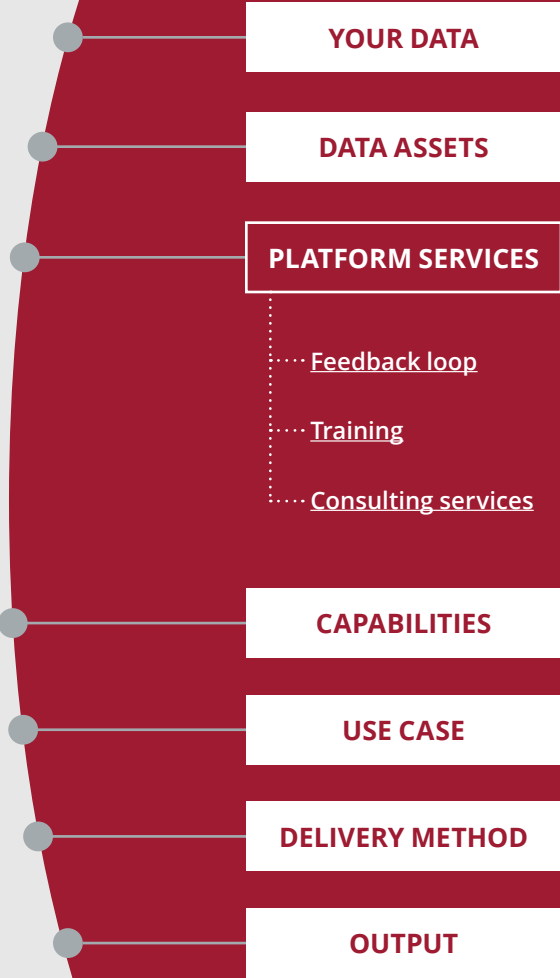 YOUR DATA
DATA ASSETS
PLATFORM SERVICES
Feedback loop
Training
Consulting services
CAPABILITIES
USE CASE
DELIVERY METHOD
OUTPUT